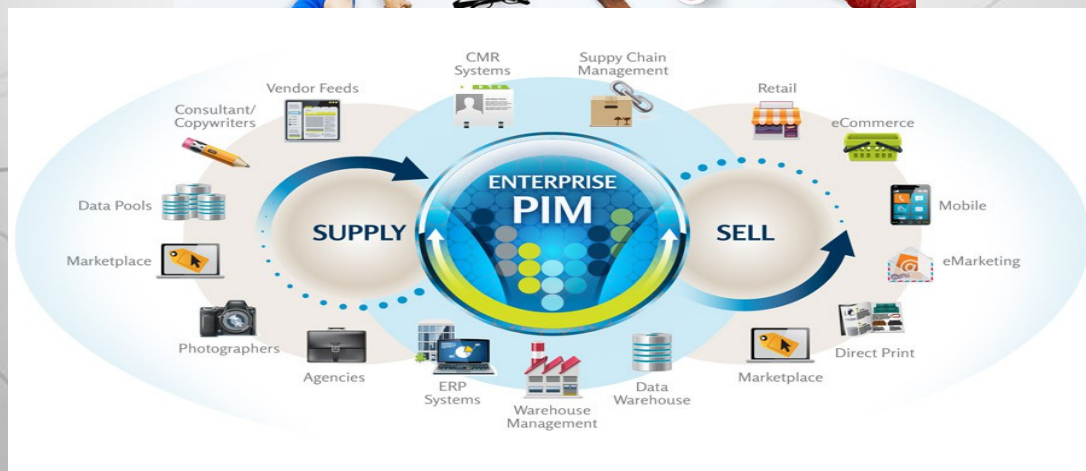 CMR
Systems
Suppy Chain
Management
Vendor Feeds
Retail
Consultant/
Copywriters
eCommerce
ENTERPRISE
PIM
Data Pools
Mobile
SUPPLY
SELL
Marketplace
eMarketing
Photographers
Direct Print
Agencies
ERP
Systems
Data
Warehouse
Marketplace
Warehouse
Management